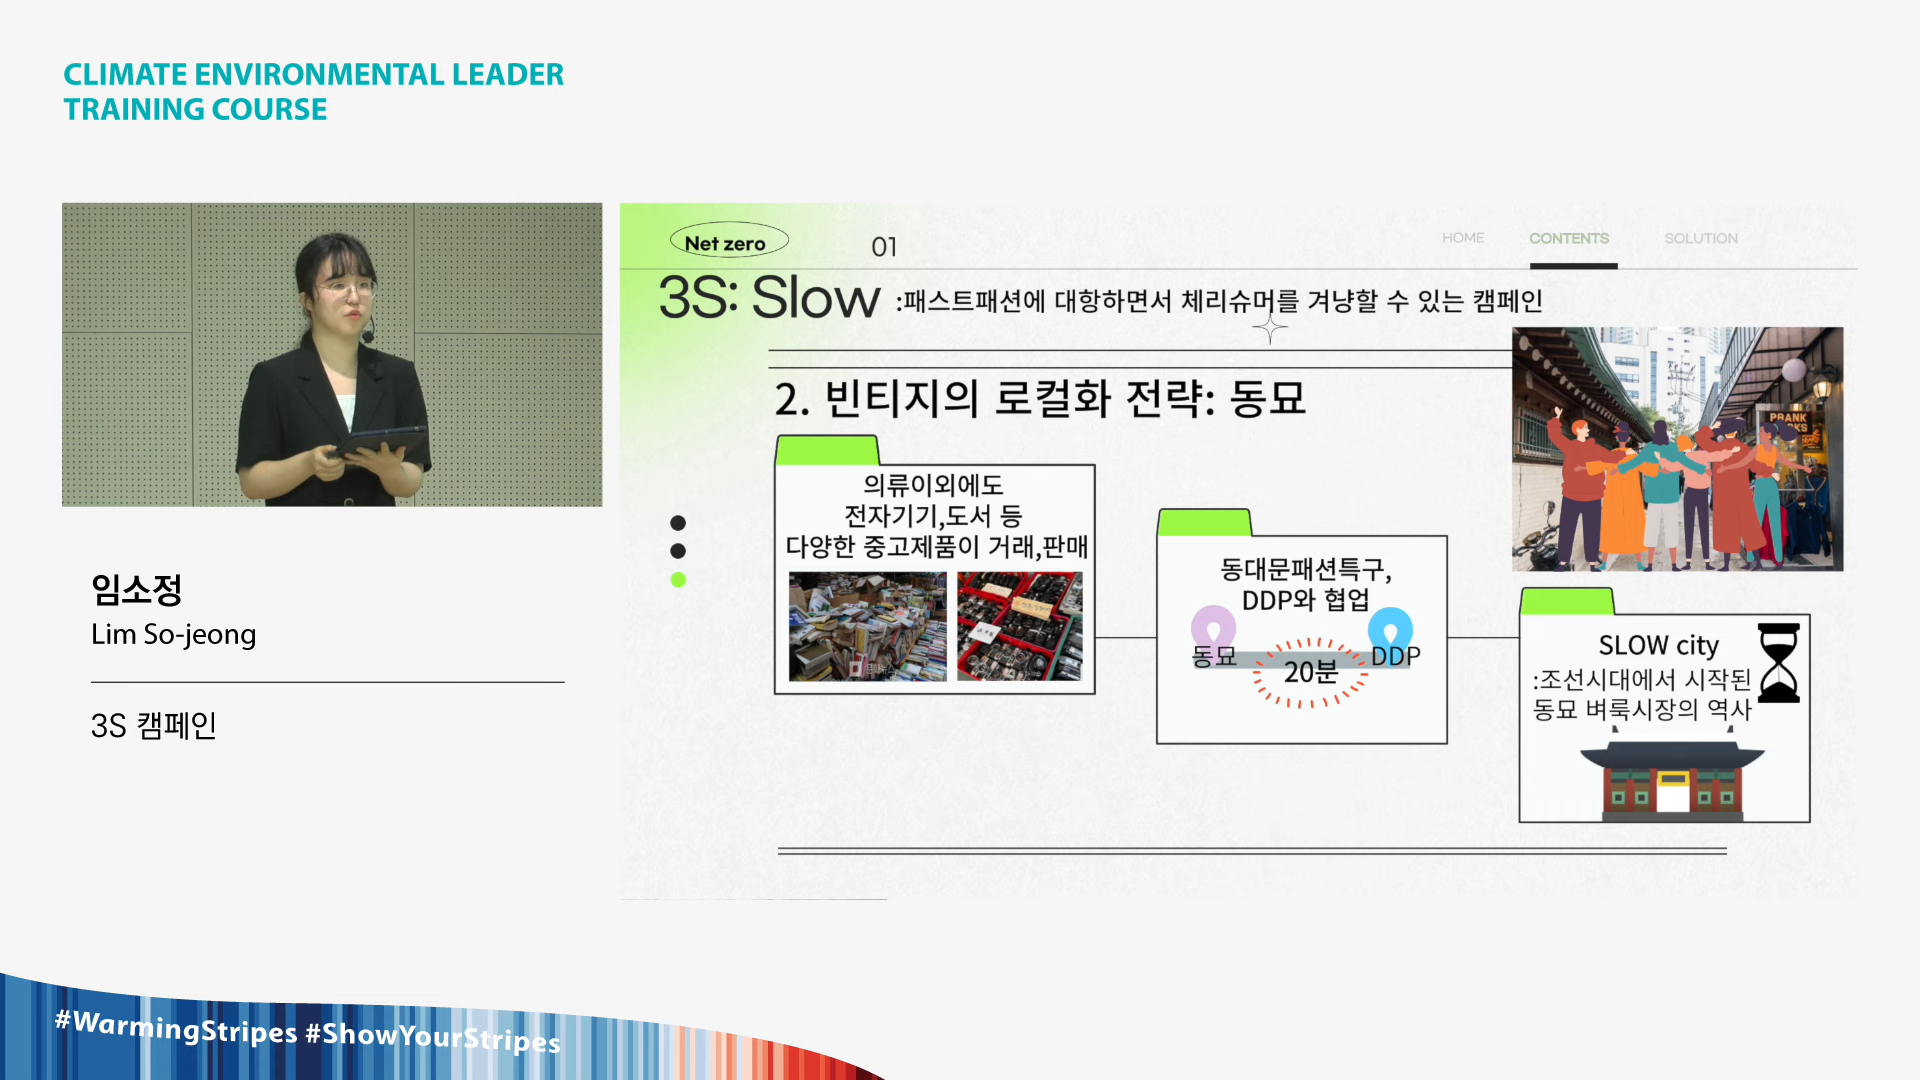 CLIMATE ENVIRONMENTAL LEADER
TRAINING COURSE
임소정
Lim So-jeong
3S 캠페인
Net zero
01
HOME
CONTENTS
SOLUTION
3S: Slow :패스트패션에 대항하면서 체리슈머를 겨냥할 수 있는 캠페인
2. 빈티지의 로컬화 전략: 동묘
의류이외에도
전자기기,도서 등
다양한 중고제품이 거래,판매
동대문패션특구,
DDP와 협업
동묘
20분
DDP
PRANK
SLOW city
:조선시대에서 시작된
동묘 벼룩시장의 역사
#WarmingStripes #ShowYourStripes